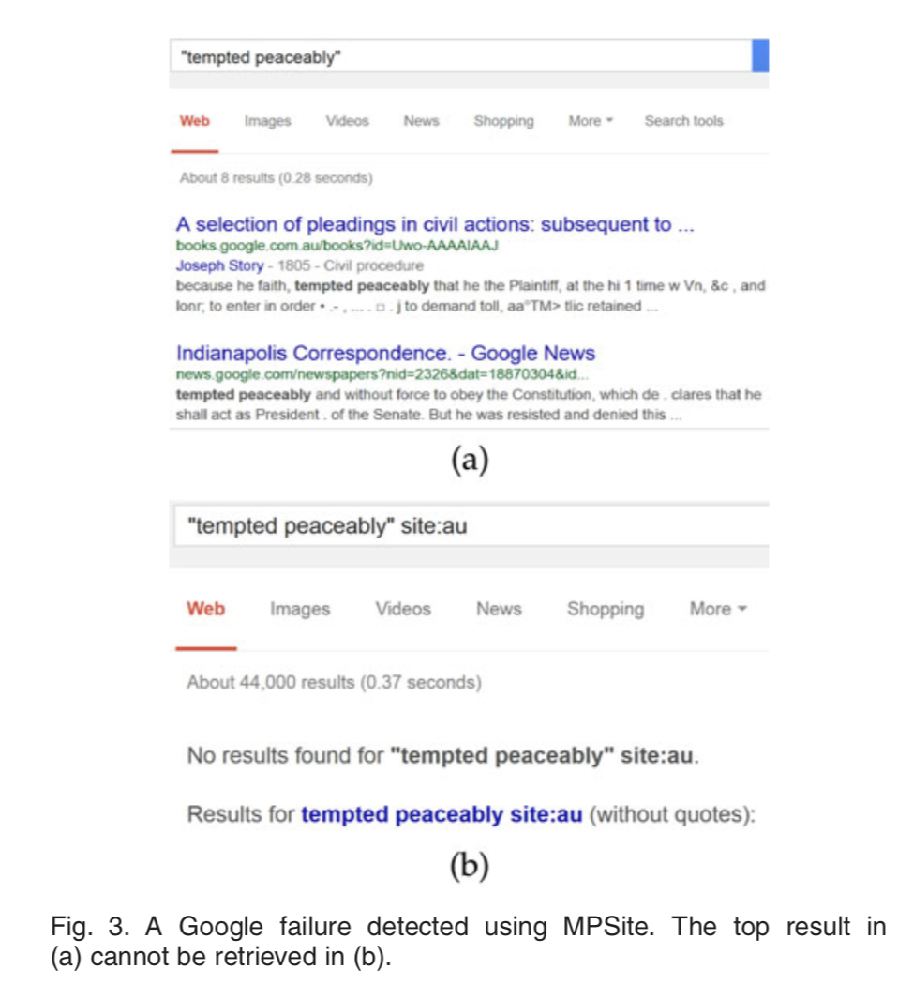 "tempted peaceably"
Web Images Videos News Shopping More Search tools
About 8 results (0.28 seconds)
A selection of pleadings in civil actions: subsequent to ...
books.google.com.au/books?id=Uwo-AAAAIAAJ
Joseph Story - 1805 - Civil procedure
because he faith, tempted peaceably that he the Plaintiff, at the hi 1 time w Vn, &c , and
lonr; to enter in order • .- , ... . □ . j to demand toll, aa°TM> tlic retained ...
Indianapolis Correspondence. - Google News
news.google.com/newspapers?nid=2326&dat=18870304&id...
tempted peaceably and without force to obey the Constitution, which de . clares that he
shall act as President . of the Senate. But he was resisted and denied this ...
(a)
"tempted peaceably" site:au
Web Images Videos News Shopping More
About 44,000 results (0.37 seconds)
No results found for "tempted peaceably" site:au.
Results for tempted peaceably site:au (without quotes):
(b)
Fig. 3. A Google failure detected using MPSite. The top result in
(a) cannot be retrieved in (b).